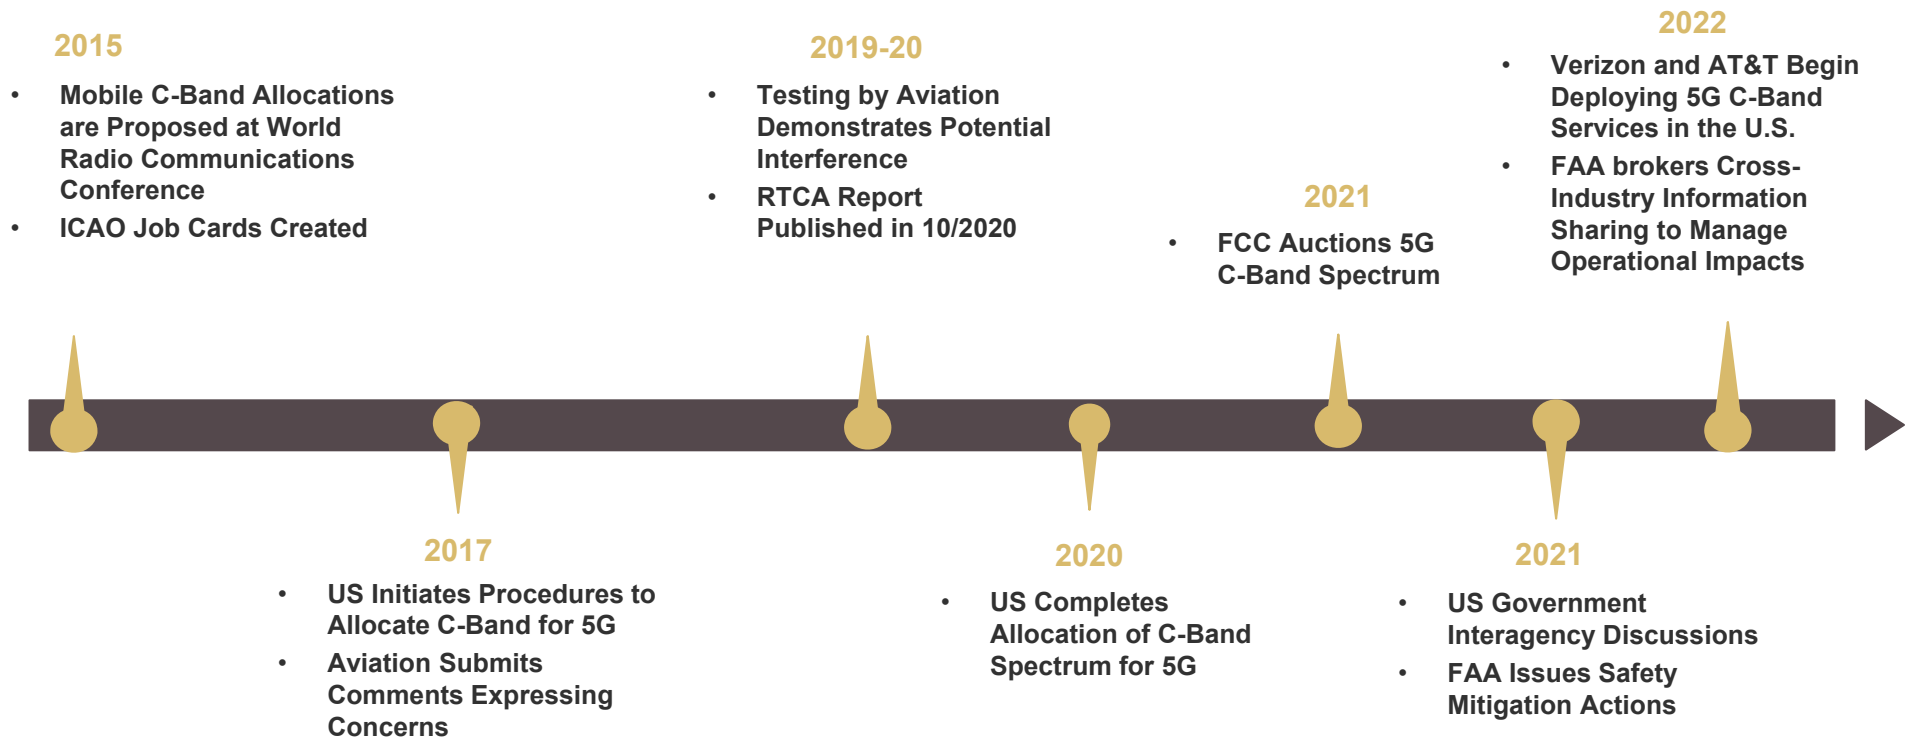 2015
• Mobile C-Band Allocations
are Proposed at World
Radio Communications
Conference
• ICAO Job Cards Created
2017
• US Initiates Procedures to
Allocate C-Band for 5G
• Aviation Submits
Comments Expressing
Concerns
2019-20
• Testing by Aviation
Demonstrates Potential
Interference
• RTCA Report
Published in 10/2020
2020
• US Completes
Allocation of C-Band
Spectrum for 5G
2021
• FCC Auctions 5G
C-Band Spectrum
2021
• US Government
Interagency Discussions
• FAA Issues Safety
Mitigation Actions
2022
• Verizon and AT&T Begin
Deploying 5G C-Band
Services in the U.S.
• FAA brokers Cross-
Industry Information
Sharing to Manage
Operational Impacts